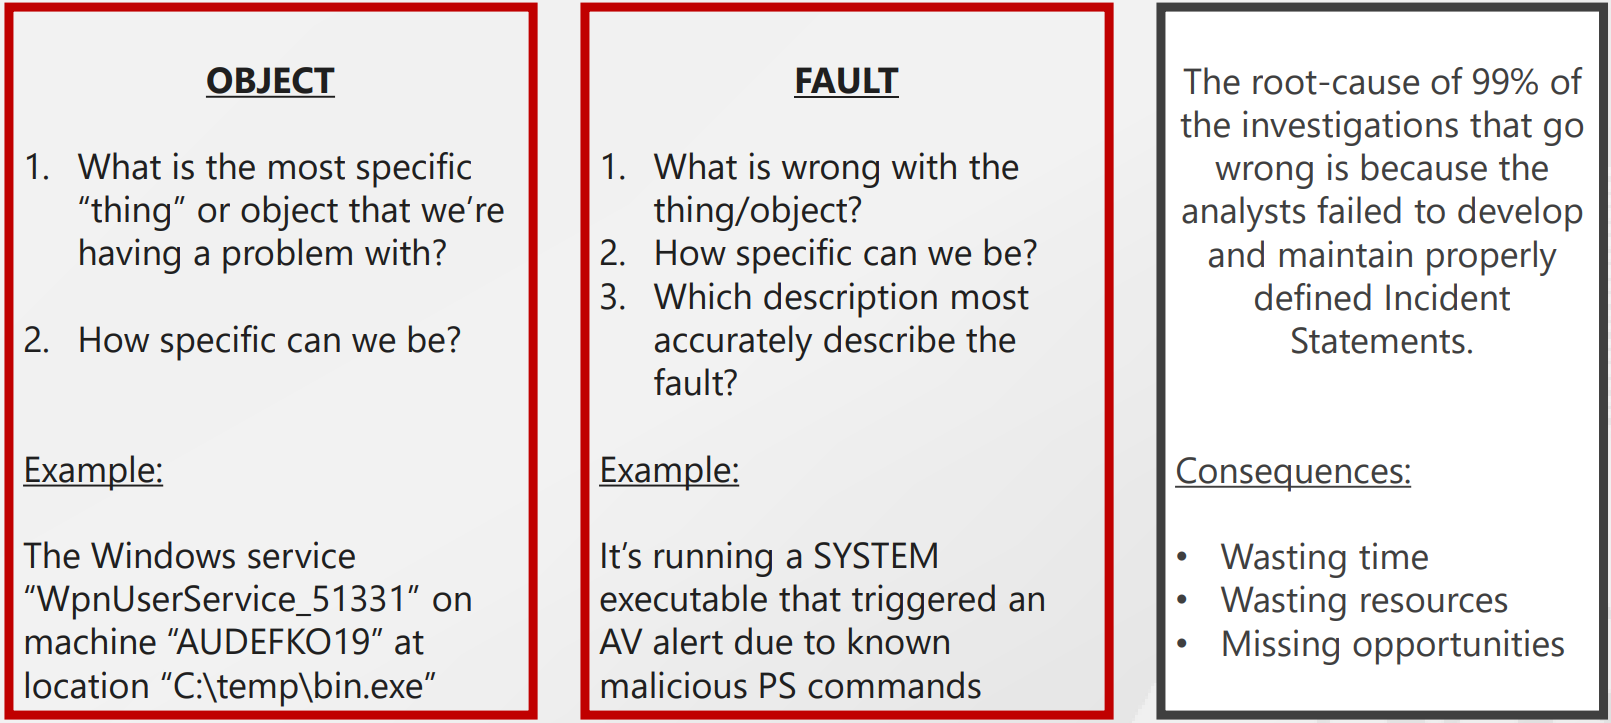 OBJECT
1. What is the most specific
“thing” or object that we’re
having a problem with?
2. How specific can we be?
Example:
The Windows service
“WpnUserService_51331” on
machine “AUDEFKO19” at
location “C:\temp\bin.exe”
FAULT
1. What is wrong with the
thing/object?
2. How specific can we be?
3. Which description most
accurately describe the
fault?
Example:
It’s running a SYSTEM
executable that triggered an
AV alert due to known
malicious PS commands
The root-cause of 99% of
the investigations that go
wrong is because the
analysts failed to develop
and maintain properly
defined Incident
Statements.
Consequences:
• Wasting time
• Wasting resources
• Missing opportunities